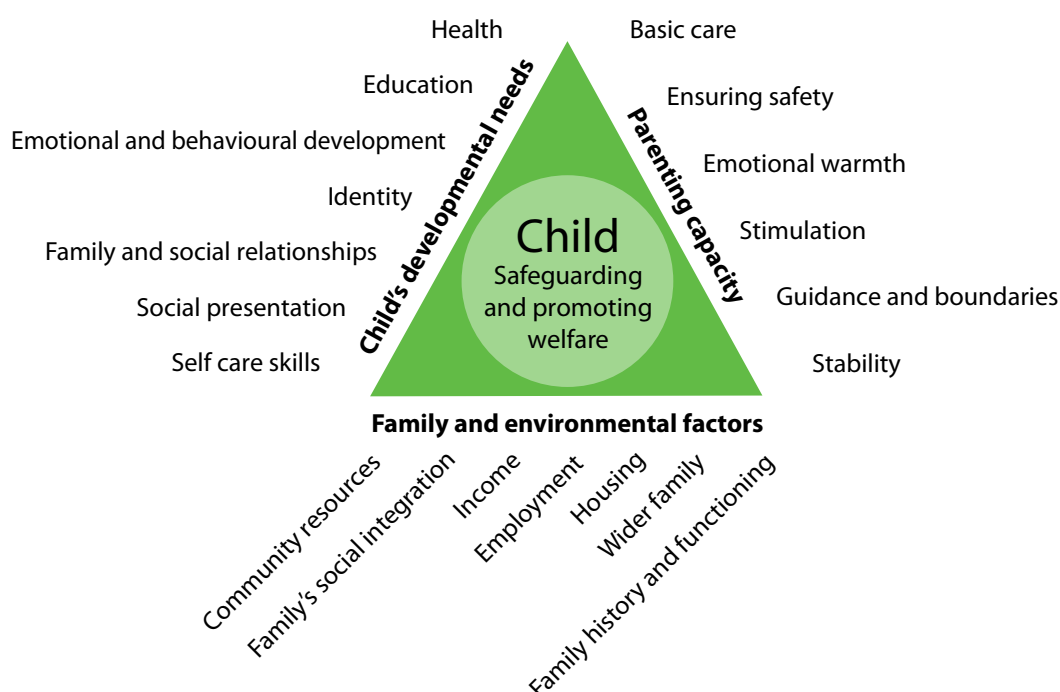 Health
Education
Emotional and behavioural development
Identity
Family and social relationships
Social presentation
Self care skills
Child's developmental needs
Basic care
Ensuring safety
Emotional warmth
Stimulation
Guidance and boundaries
Stability
Parenting capacity
Child
Safeguarding
and promoting
welfare
Family and environmental factors
Community resources
Family's social integration
Income
Employment
Housing
Wider family
Family history and functioning